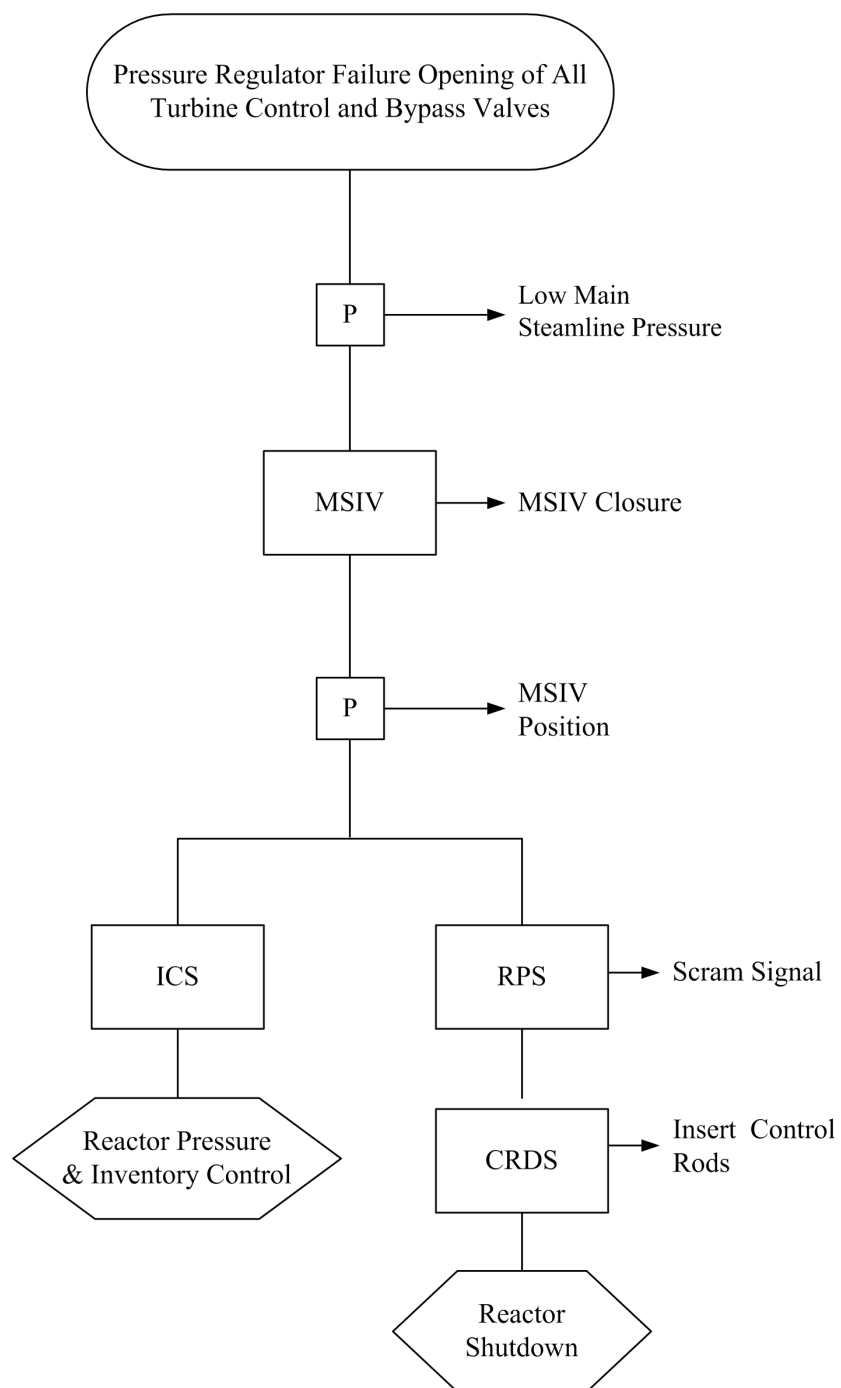 Pressure Regulator Failure Opening of All
Turbine Control and Bypass Valves
P
Low Main
Steamline Pressure
MSIV
MSIV Closure
P
MSIV
Position
ICS
RPS
Scram Signal
Reactor Pressure
& Inventory Control
CRDS
Insert Control
Rods
Reactor
Shutdown